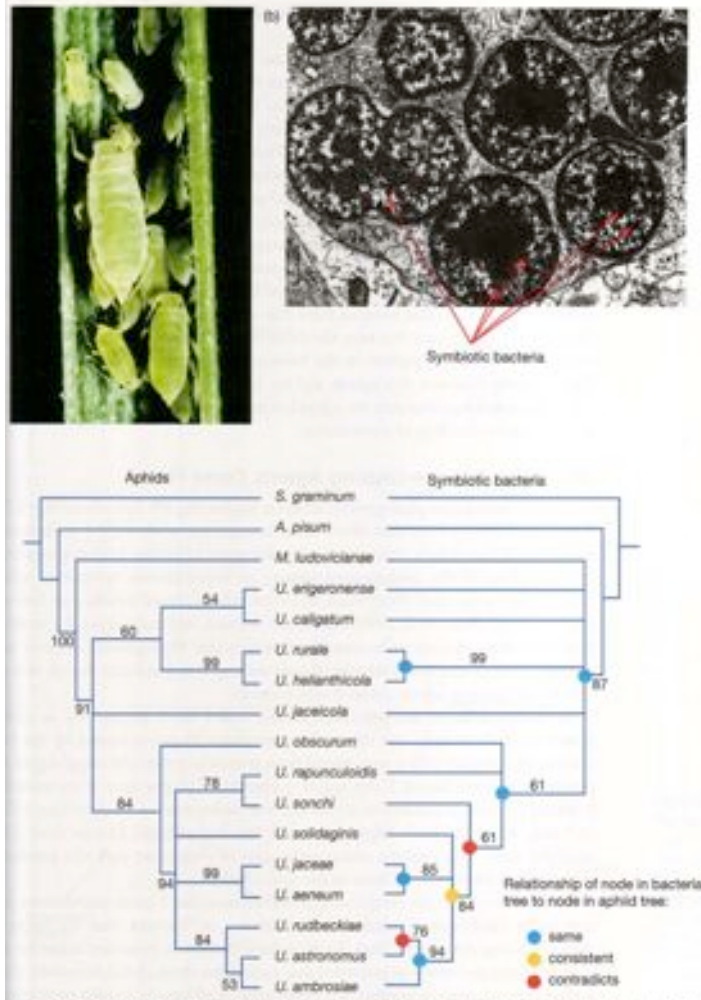 (b)
Symbiotic bacteria
Aphids
Symbiotic bacteria
S. graminum
A. pisum
M. ludovicianae
U. erigeronense
54
U. caligatum
100
60
U. rurale
99
99
U. helianthicola
87
91
U. jaceicola
U. obscurum
U. rapunculoidis
78
61
84
U. sonchi
U. solidaginis
61
U. jaceae
99
85
94
U. aeneum
84
U. rudbeckiae
76
84
U. astronomus
94
53
U. ambrosiae
Relationship of node in bacteria
tree to node in aphid tree:
same
consistent
contradicts